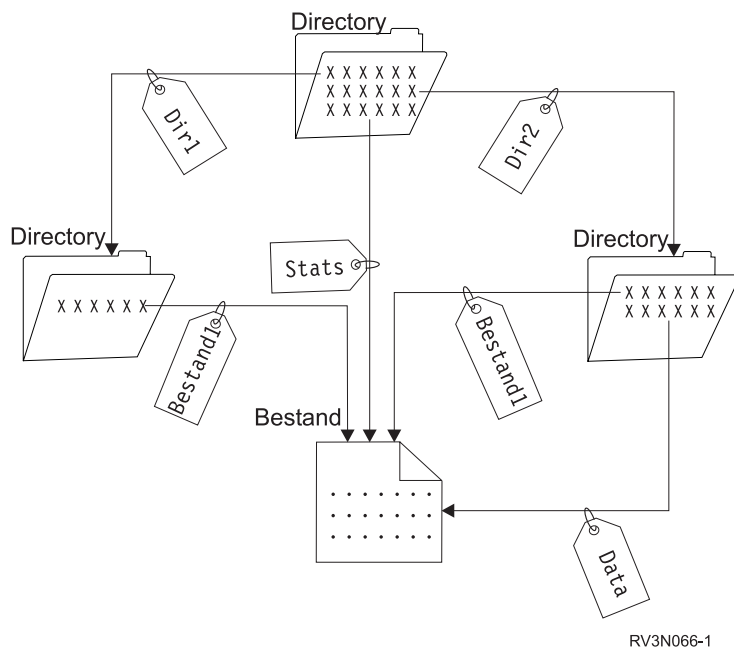 Directory
X X X X X X
X X X X X X
X X X X X X
Dir1
Dir2
Directory
Directory
Stats
X X X X X X
X X X X X X
X X X X X X
Bestand1
Bestand1
Bestand
Data
RV3N066-1